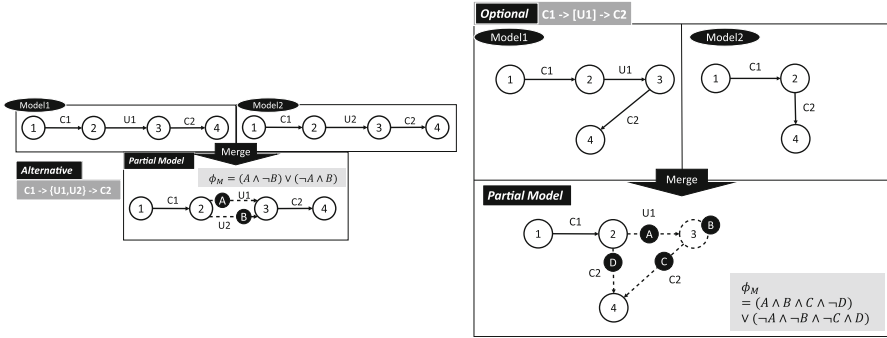 Model1
Model2
1 C1 2 U1 3 C2 4
1 C1 2 U2 3 C2 4
Merge
Alternative
C1 -> {U1,U2} -> C2
Partial Model
ϕM = (A ∧ ¬B) ∨ (¬A ∧ B)
1 C1 2 A U1 3 C2 4
B
U2
Optional
C1 -> [U1] -> C2
Model1
Model2
1 C1 2 U1 3
C2
4
1 C1 2
C2
4
Merge
Partial Model
U1
1 C1 2 A 3 B
D C
C2 C2
4
ϕM
= (A ∧ B ∧ C ∧ ¬D)
∨ (¬A ∧ ¬B ∧ ¬C ∧ D)